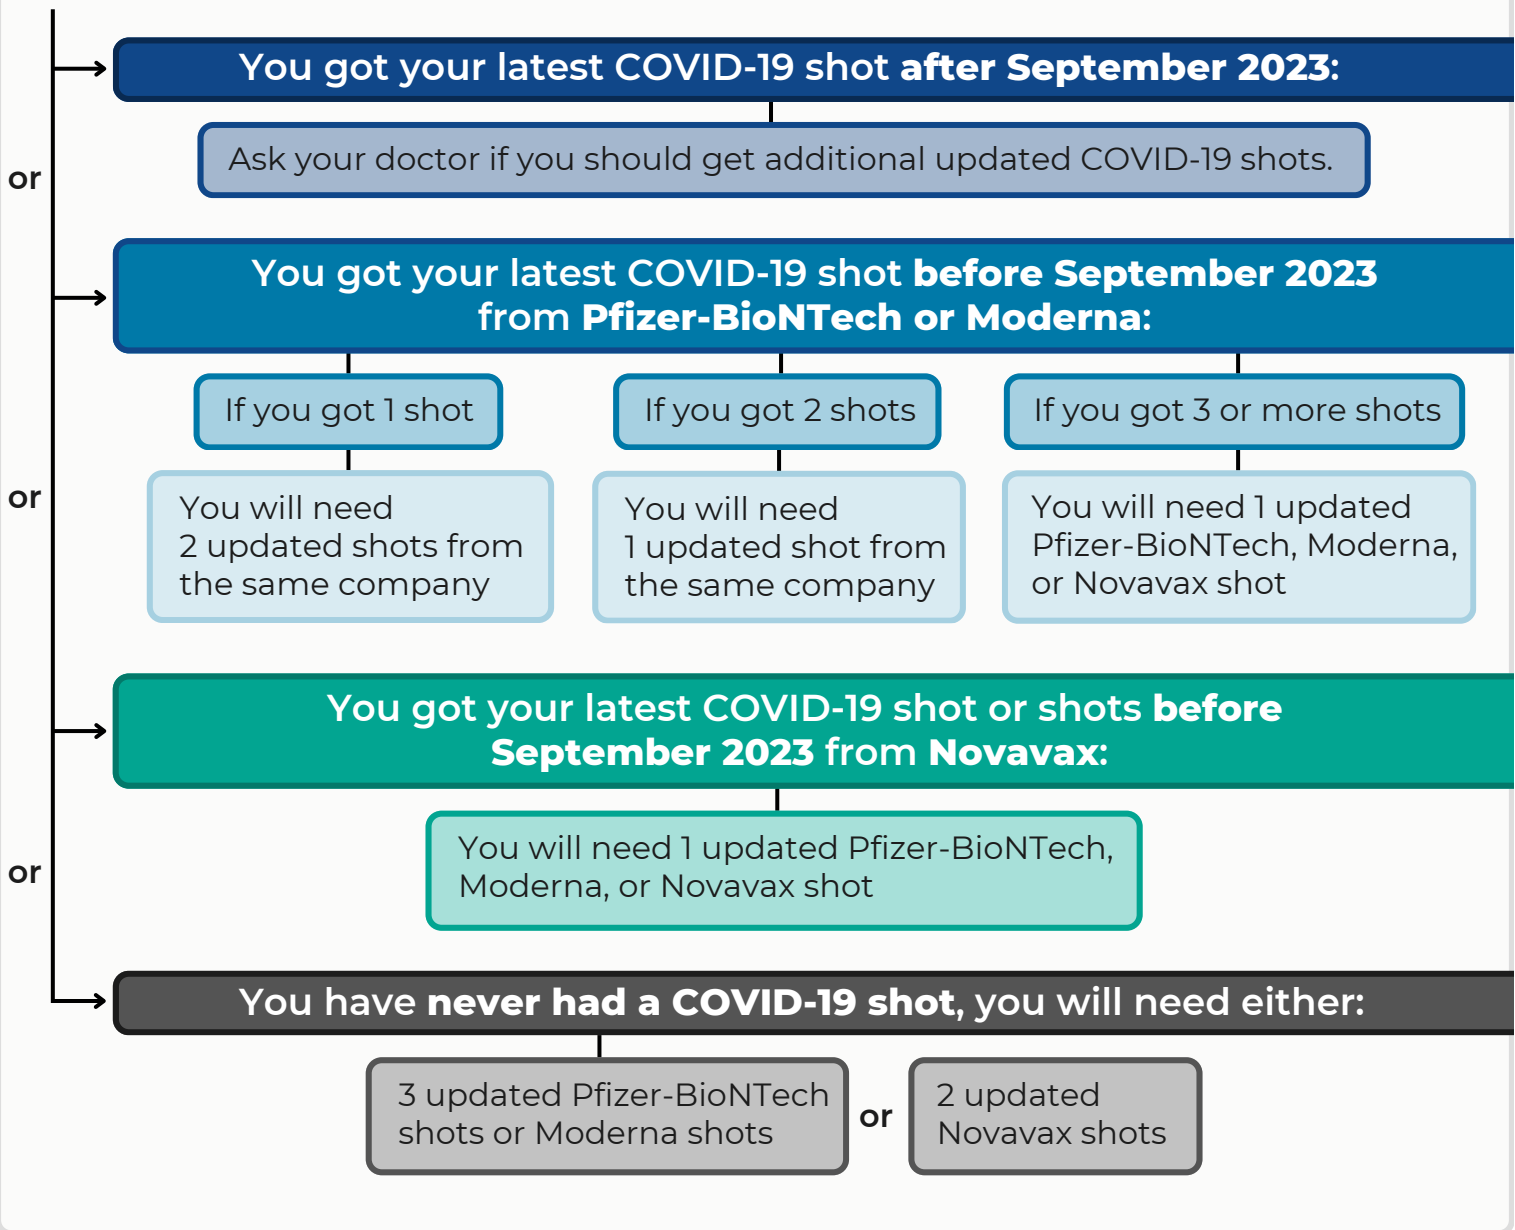 You got your latest COVID-19 shot after September 2023:
Ask your doctor if you should get additional updated COVID-19 shots.
or
You got your latest COVID-19 shot before September 2023
from Pfizer-BioNTech or Moderna:
If you got 1 shot
You will need
2 updated shots from
the same company
If you got 2 shots
You will need
1 updated shot from
the same company
If you got 3 or more shots
You will need 1 updated
Pfizer-BioNTech, Moderna,
or Novavax shot
or
You got your latest COVID-19 shot or shots before
September 2023 from Novavax:
You will need 1 updated Pfizer-BioNTech,
Moderna, or Novavax shot
or
You have never had a COVID-19 shot, you will need either:
3 updated Pfizer-BioNTech
shots or Moderna shots
or
2 updated
Novavax shots